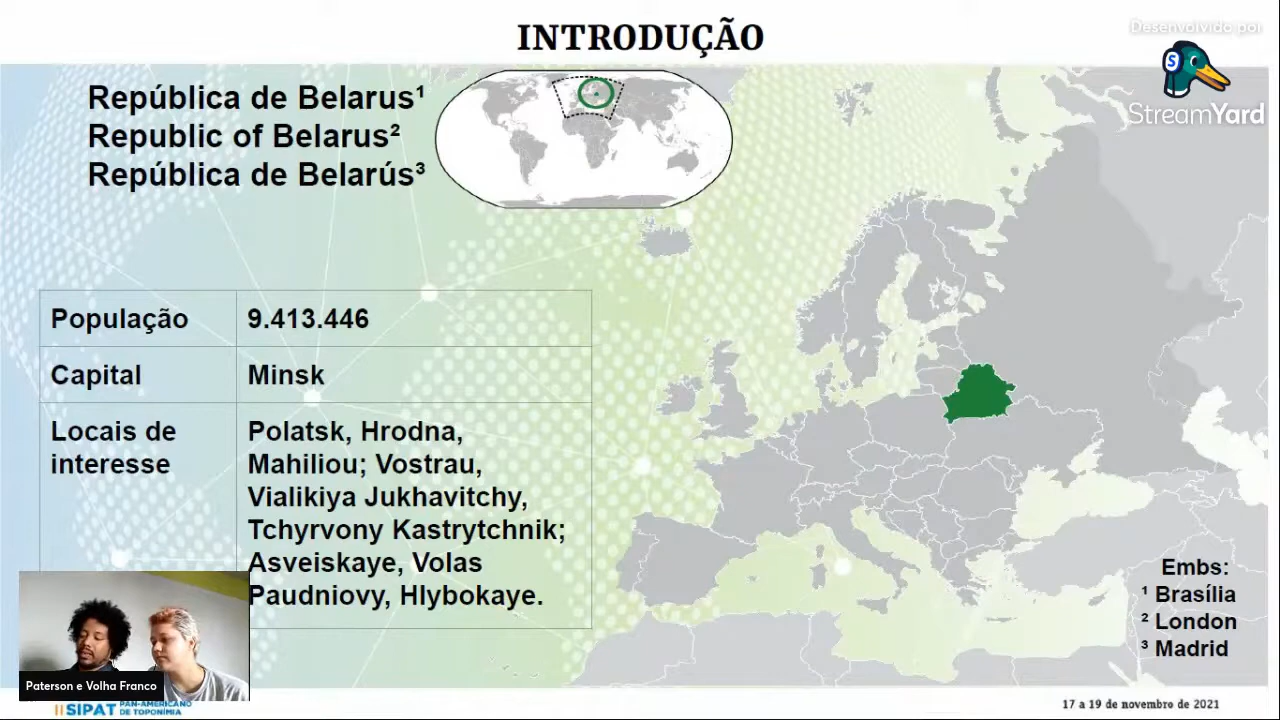 INTRODUÇÃO
Desenvolvido por
StreamYard
República de Belarus¹
Republic of Belarus²
República de Belarús³
População 9.413.446
Capital Minsk
Locais de interesse
Polatsk, Hrodna,
Mahiliou; Vostrau,
Vialikiya Jukhavitchy,
Tchyrvony Kastrytchnik;
Asveiskaye, Volas
Paudniovy, Hlybokaye.
Embs:
¹ Brasília
² London
³ Madrid
Paterson e Volha Franco
II SIPAT PAN-AMERICANO
DE TOPONÍMIA
17 a 19 de novembro de 2021